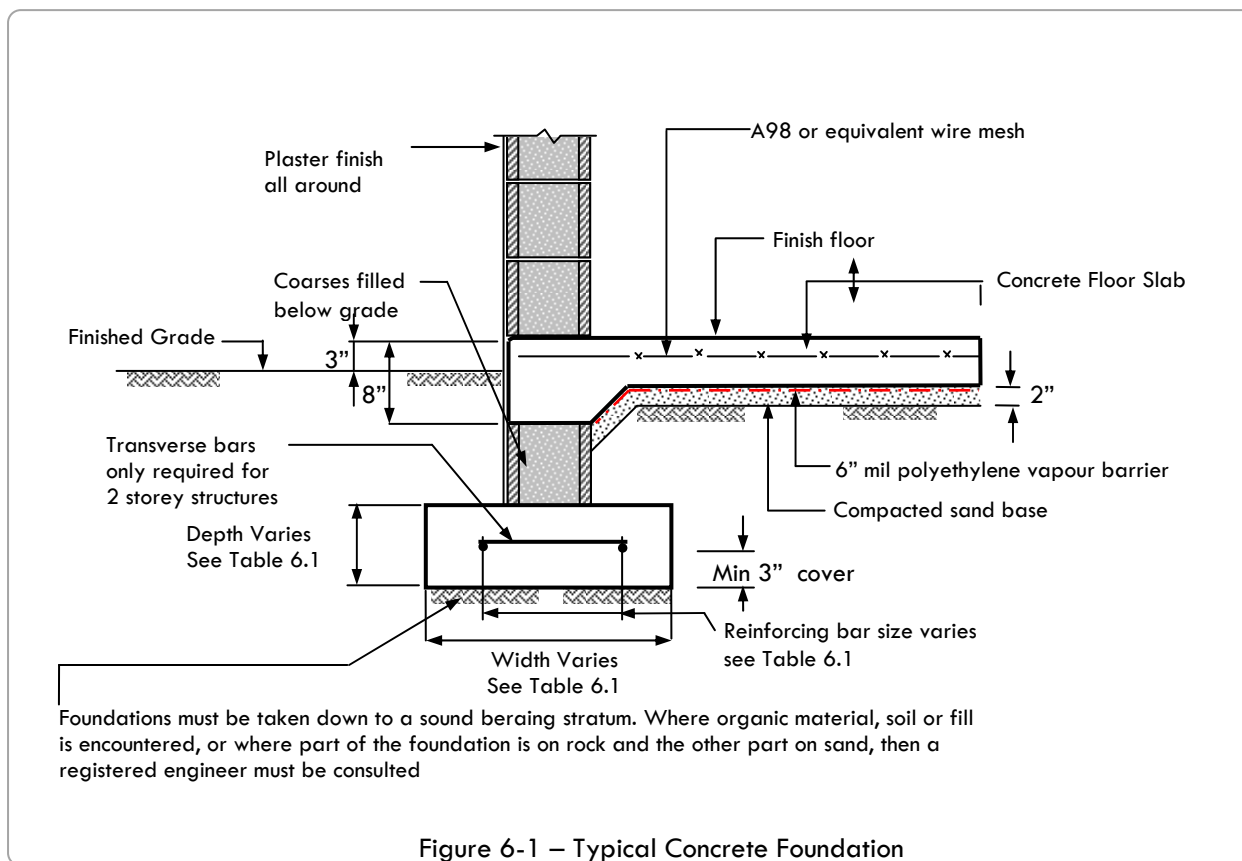 A98 or equivalent wire mesh
Plaster finish
all around
Finish floor
Coarses filled
below grade
Concrete Floor Slab
Finished Grade
3”
8”
2”
Transverse bars
only required for
2 storey structures
6” mil polyethylene vapour barrier
Compacted sand base
Depth Varies
See Table 6.1
Min 3” cover
Reinforcing bar size varies
see Table 6.1
Width Varies
See Table 6.1
Foundations must be taken down to a sound beraing stratum. Where organic material, soil or fill
is encountered, or where part of the foundation is on rock and the other part on sand, then a
registered engineer must be consulted
Figure 6-1 – Typical Concrete Foundation